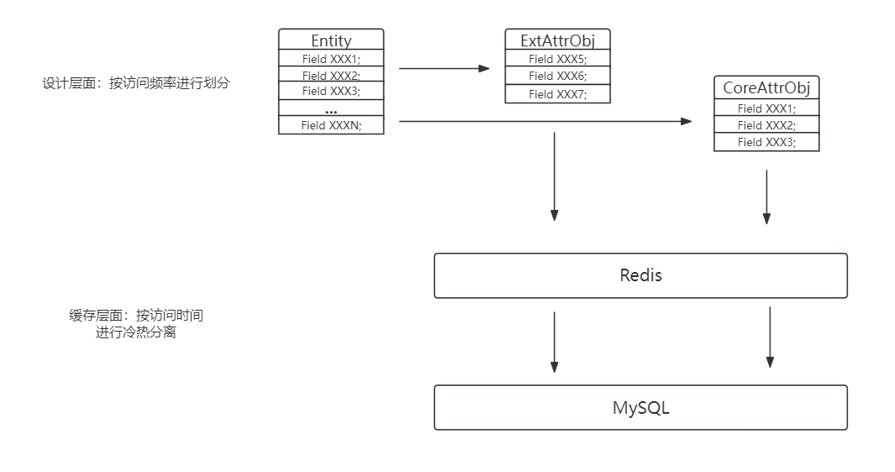 设计层面：按访问频率进行划分
Entity
Field XXX1;
Field XXX2;
Field XXX3;
...
Field XXXN;
ExtAttrObj
Field XXX5;
Field XXX6;
Field XXX7;
CoreAttrObj
Field XXX1;
Field XXX2;
Field XXX3;
Redis
缓存层面：按访问时间
进行冷热分离
MySQL